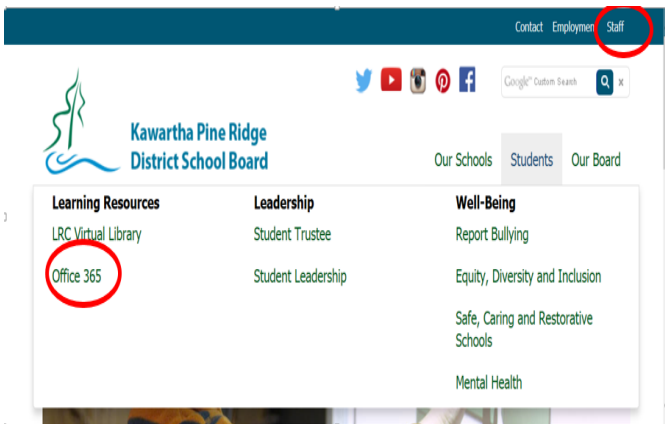 Contact Employment Staff
Google™ Custom Search x
Kawartha Pine Ridge
District School Board
Our Schools Students Our Board
Learning Resources Leadership Well-Being
LRC Virtual Library Student Trustee Report Bullying
Office 365 Student Leadership Equity, Diversity and Inclusion
Safe, Caring and Restorative
Schools
Mental Health